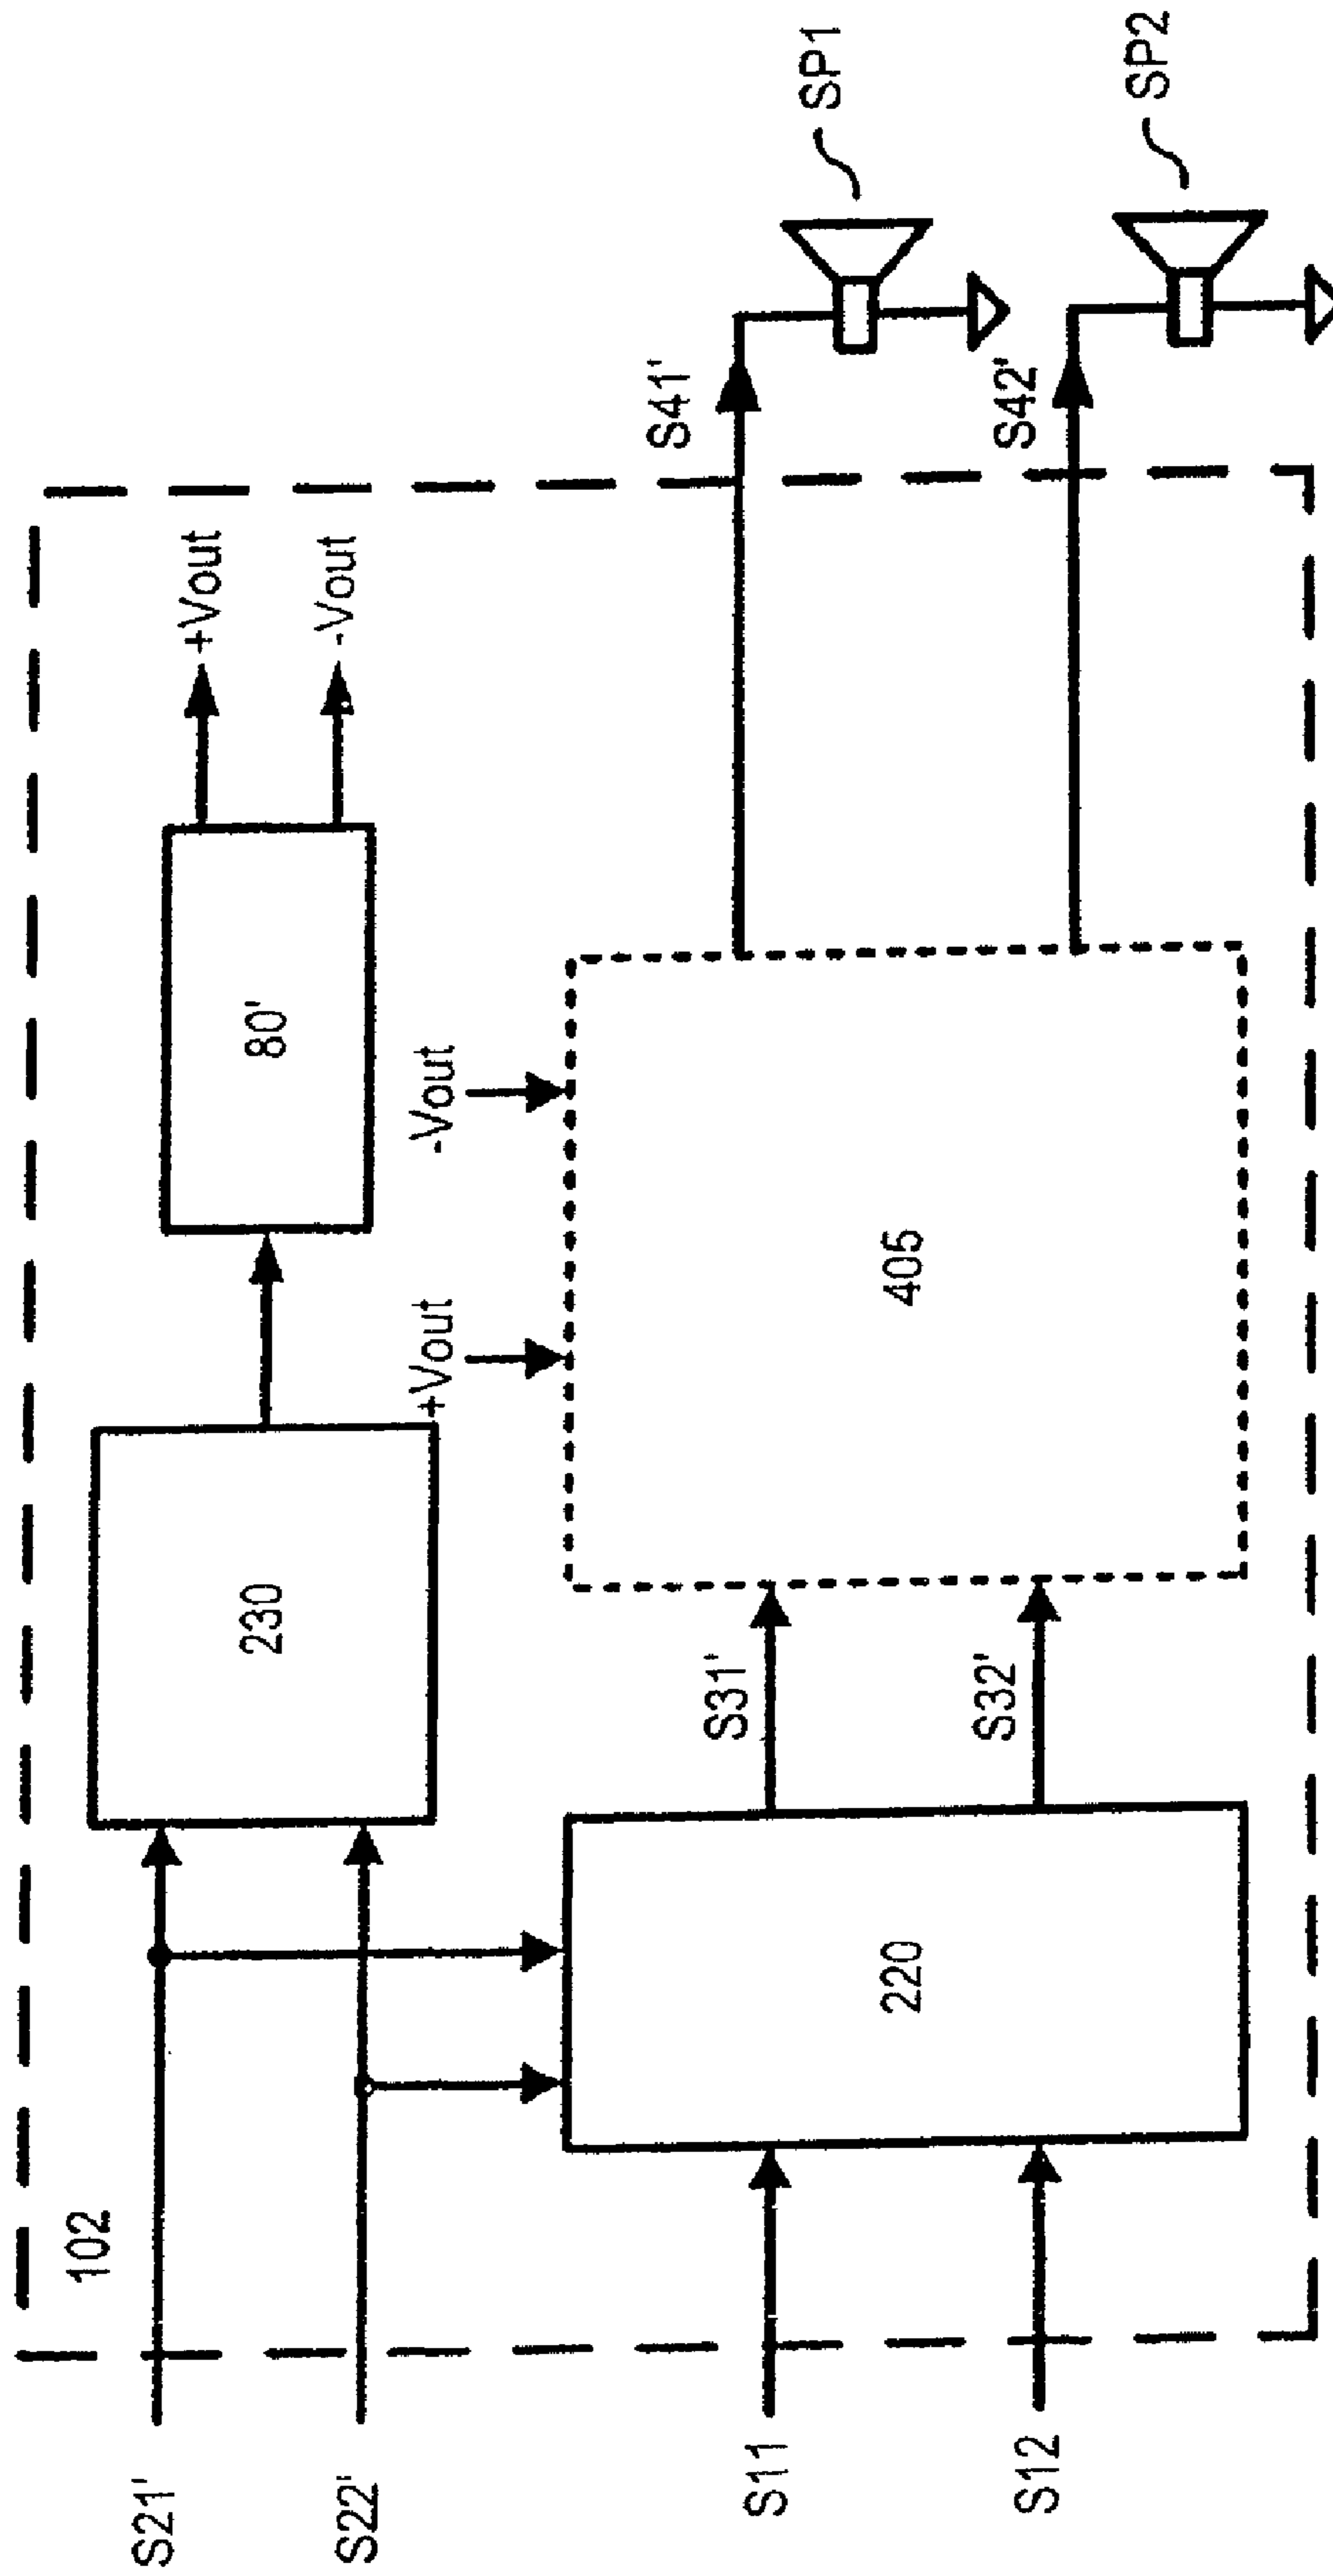 102
S21'
S22'
230
80'
+Vout
-Vout
+Vout
-Vout
S11
S12
220
S31'
S32'
405
S41'
S42'
SP1
SP2